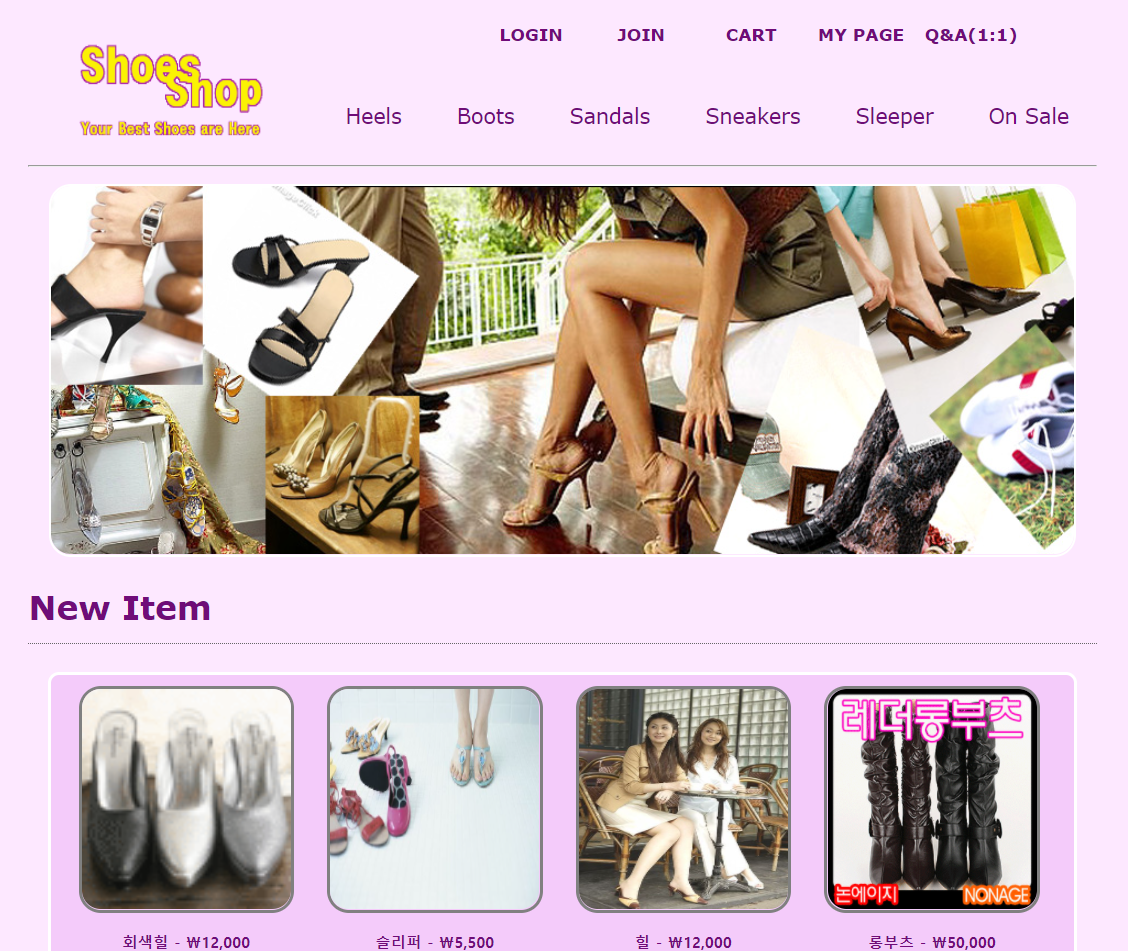 LOGIN JOIN CART MY PAGE Q&A(1:1)
Shoes
Shop
Your Best Shoes are Here
Heels Boots Sandals Sneakers Sleeper On Sale
New Item
레더롱부츠
논에이지 NONAGE
회색힐 - ₩12,000 슬리퍼 - ₩5,500 힐 - ₩12,000 롱부츠 - ₩50,000